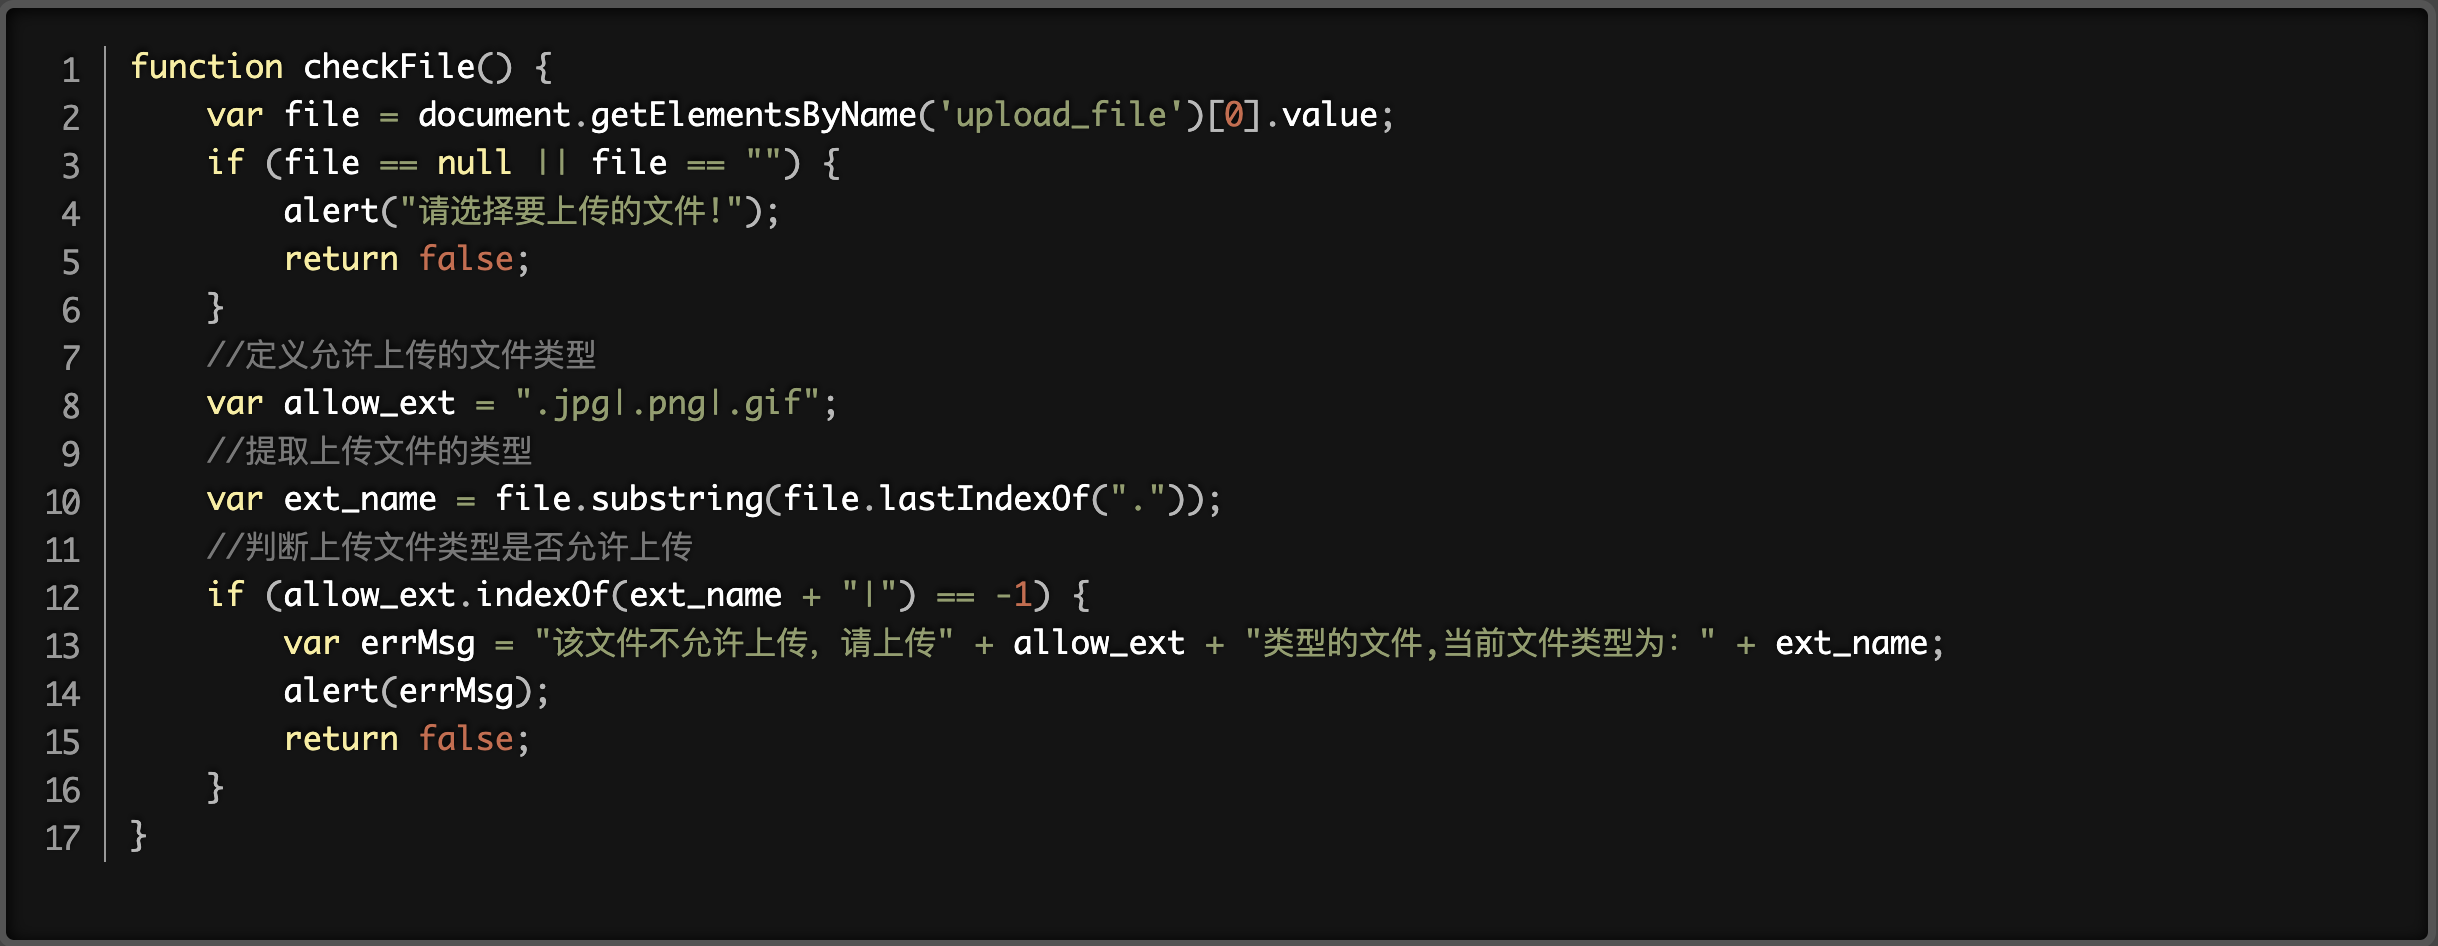 1 function checkFile() {
2     var file = document.getElementsByName('upload_file')[0].value;
3     if (file == null || file == "") {
4         alert("请选择要上传的文件!");
5         return false;
6     }
7     //定义允许上传的文件类型
8     var allow_ext = ".jpg|.png|.gif";
9     //提取上传文件的类型
10     var ext_name = file.substring(file.lastIndexOf("."));
11     //判断上传文件类型是否允许上传
12     if (allow_ext.indexOf(ext_name + "|") == -1) {
13         var errMsg = "该文件不允许上传，请上传" + allow_ext + "类型的文件,当前文件类型为：" + ext_name;
14         alert(errMsg);
15         return false;
16     }
17 }